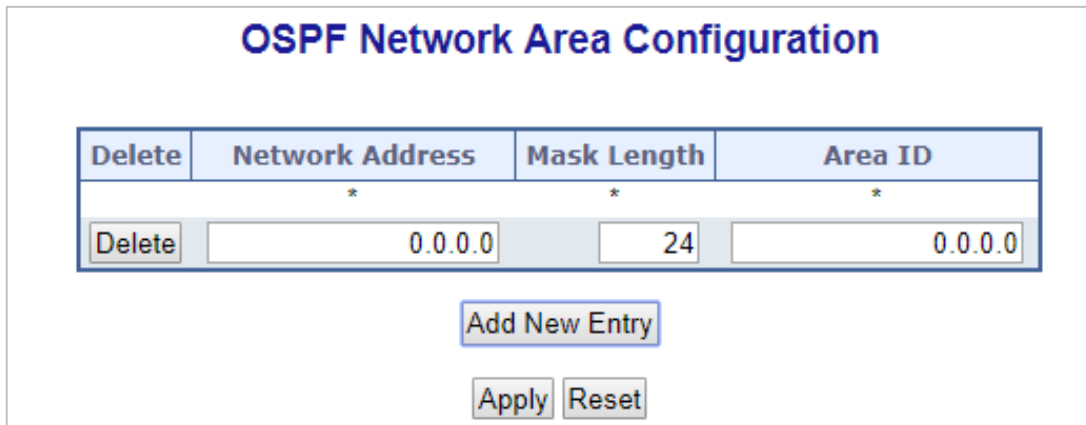 OSPF Network Area Configuration
Delete Network Address Mask Length Area ID
* * *
Delete 0.0.0.0 24 0.0.0.0
Add New Entry
Apply Reset